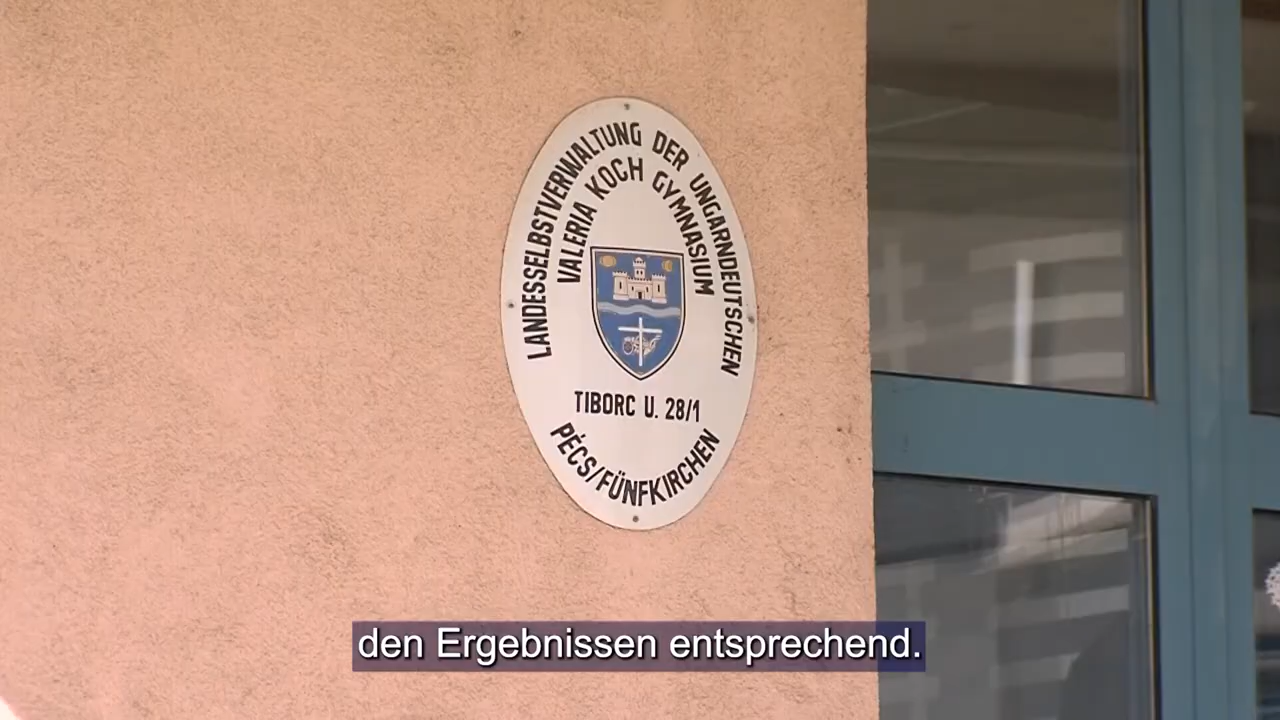 LANDESSELBSTVERWALTUNG DER UNGARNDEUTSCHEN
VALERIA KOCH GYMNASIUM
TIBORC U. 28/1
PÉCS/FÜNFKIRCHEN
den Ergebnissen entsprechend.